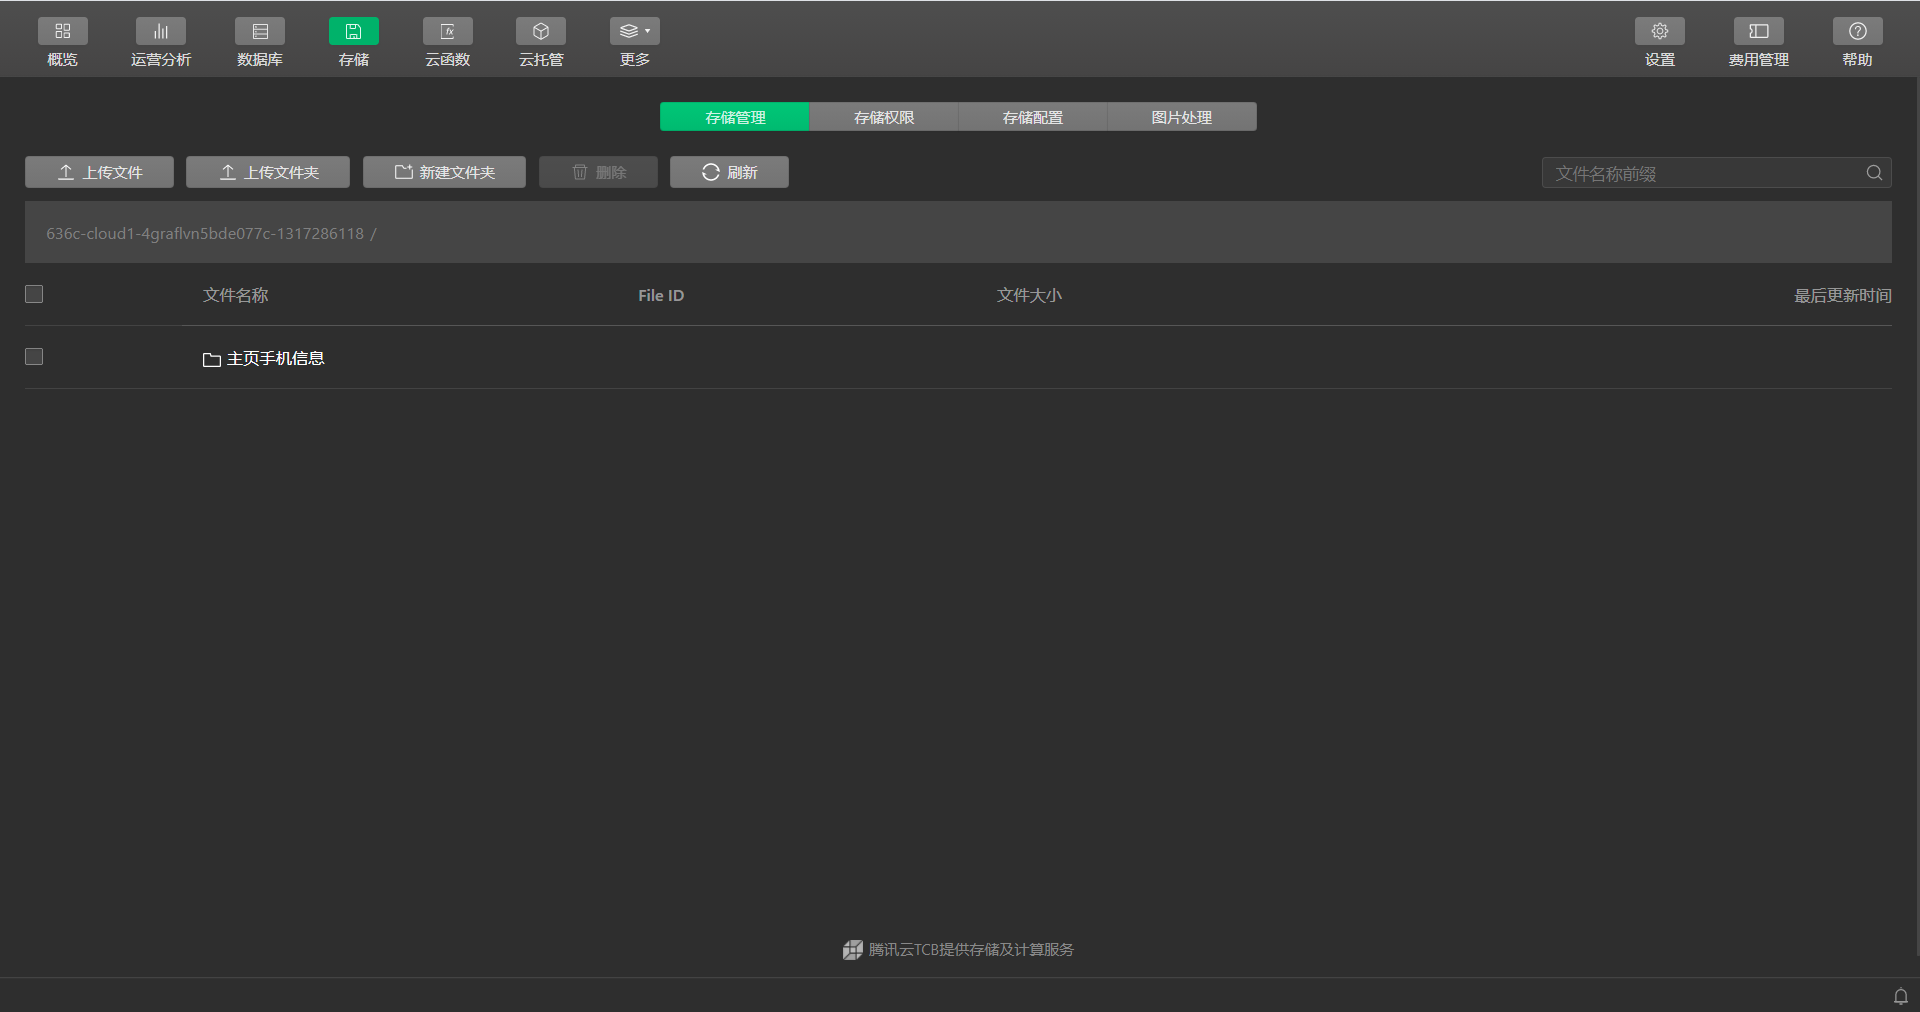 概览 运营分析 数据库 存储 云函数 云托管 更多 设置 费用管理 帮助
存储管理 存储权限 存储配置 图片处理
上传文件 上传文件夹 新建文件夹 删除 刷新 文件名称前缀
636c-cloud1-4graflvn5bde077c-1317286118 /
文件名称 File ID 文件大小 最后更新时间
主页手机信息
腾讯云TCB提供存储及计算服务